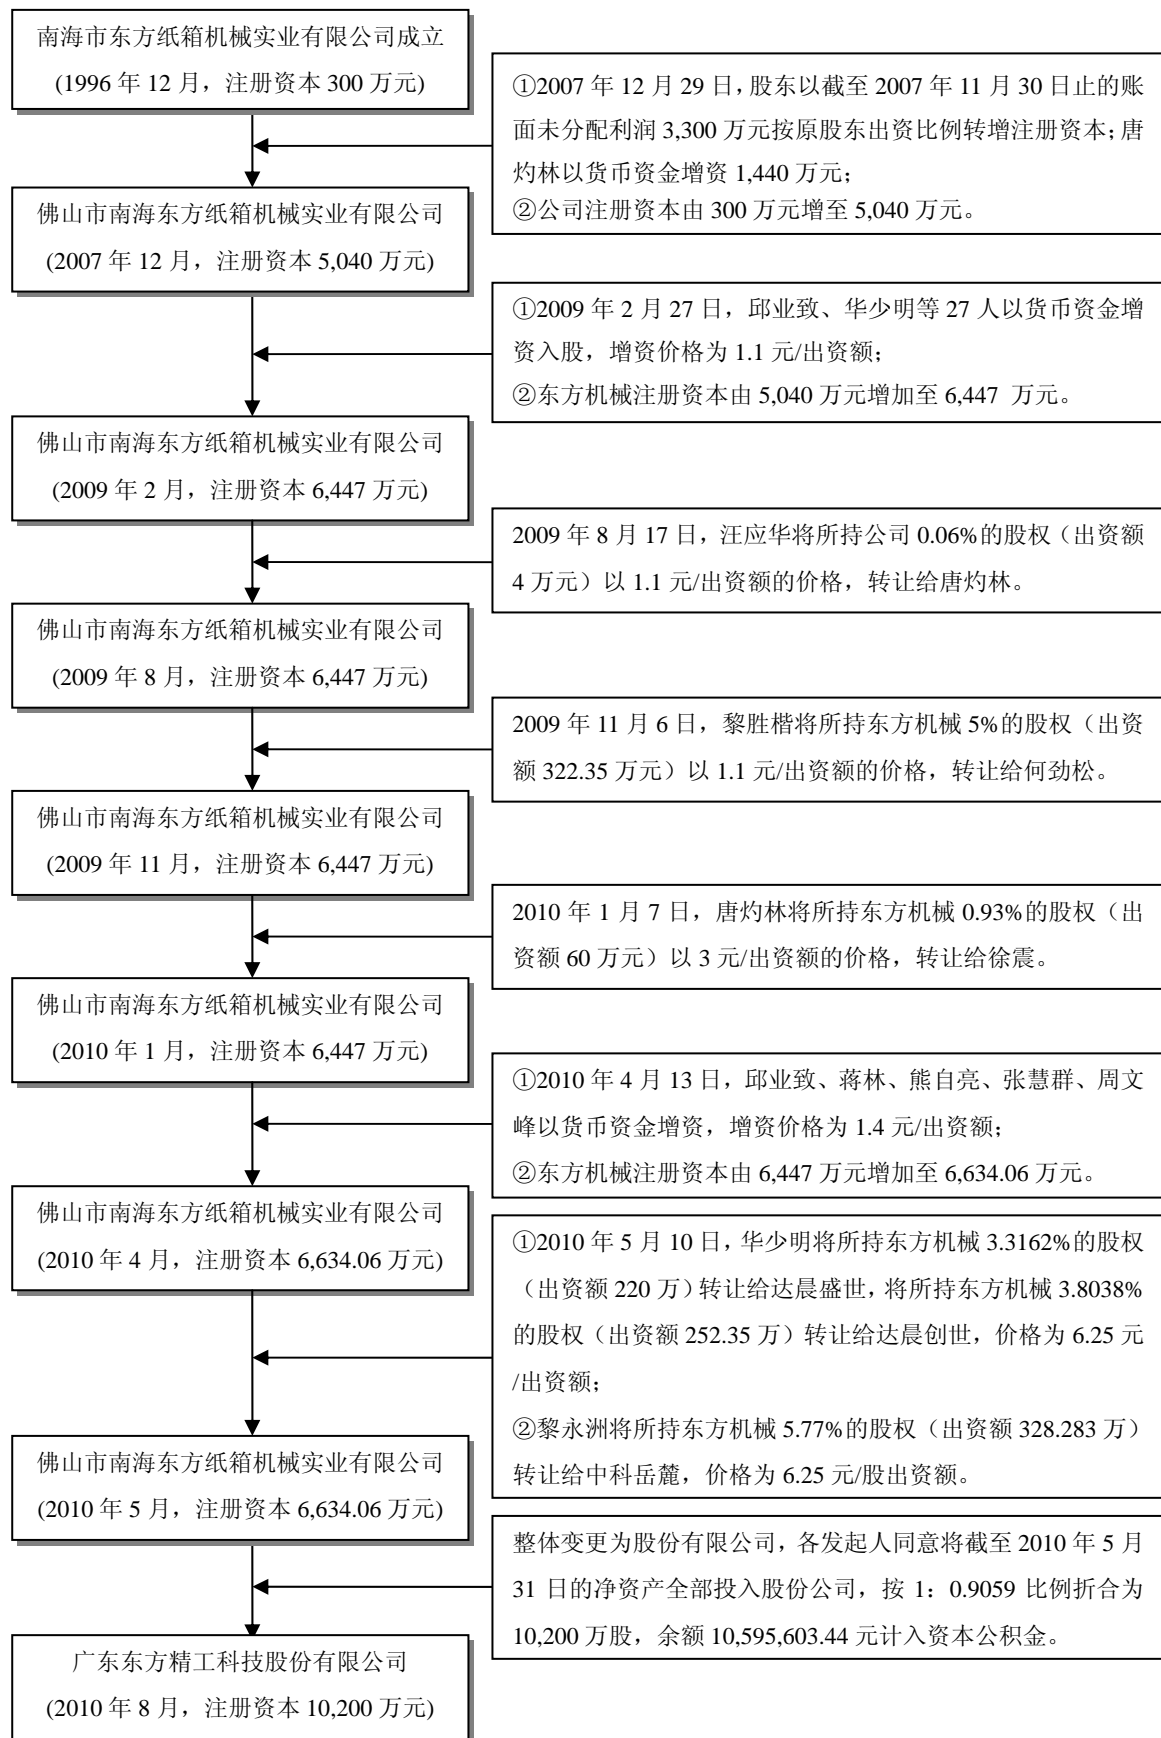 南海市东方纸箱机械实业有限公司成立
(1996 年 12 月，注册资本 300 万元)
①2007 年 12 月 29 日，股东以截至 2007 年 11 月 30 日止的账
面未分配利润 3,300 万元按原股东出资比例转增注册资本；唐
灼林以货币资金增资 1,440 万元；
②公司注册资本由 300 万元增至 5,040 万元。
佛山市南海东方纸箱机械实业有限公司
(2007 年 12 月，注册资本 5,040 万元)
①2009 年 2 月 27 日，邱业致、华少明等 27 人以货币资金增
资入股，增资价格为 1.1 元/出资额；
②东方机械注册资本由 5,040 万元增加至 6,447 万元。
佛山市南海东方纸箱机械实业有限公司
(2009 年 2 月，注册资本 6,447 万元)
2009 年 8 月 17 日，汪应华将所持公司 0.06%的股权（出资额
4 万元）以 1.1 元/出资额的价格，转让给唐灼林。
佛山市南海东方纸箱机械实业有限公司
(2009 年 8 月，注册资本 6,447 万元)
2009 年 11 月 6 日，黎胜楷将所持东方机械 5%的股权（出资
额 322.35 万元）以 1.1 元/出资额的价格，转让给何劲松。
佛山市南海东方纸箱机械实业有限公司
(2009 年 11 月，注册资本 6,447 万元)
2010 年 1 月 7 日，唐灼林将所持东方机械 0.93%的股权（出
资额 60 万元）以 3 元/出资额的价格，转让给徐震。
佛山市南海东方纸箱机械实业有限公司
(2010 年 1 月，注册资本 6,447 万元)
①2010 年 4 月 13 日，邱业致、蒋林、熊自亮、张慧群、周文
峰以货币资金增资，增资价格为 1.4 元/出资额；
②东方机械注册资本由 6,447 万元增加至 6,634.06 万元。
佛山市南海东方纸箱机械实业有限公司
(2010 年 4 月，注册资本 6,634.06 万元)
①2010 年 5 月 10 日，华少明将所持东方机械 3.3162%的股权
（出资额 220 万）转让给达晨盛世，将所持东方机械 3.8038%
的股权（出资额 252.35 万）转让给达晨创世，价格为 6.25 元
/出资额；
②黎永洲将所持东方机械 5.77%的股权（出资额 328.283 万）
转让给中科岳麓，价格为 6.25 元/股出资额。
佛山市南海东方纸箱机械实业有限公司
(2010 年 5 月，注册资本 6,634.06 万元)
整体变更为股份有限公司，各发起人同意将截至 2010 年 5 月
31 日的净资产全部投入股份公司，按 1：0.9059 比例折合为
10,200 万股，余额 10,595,603.44 元计入资本公积金。
广东东方精工科技股份有限公司
(2010 年 8 月，注册资本 10,200 万元)